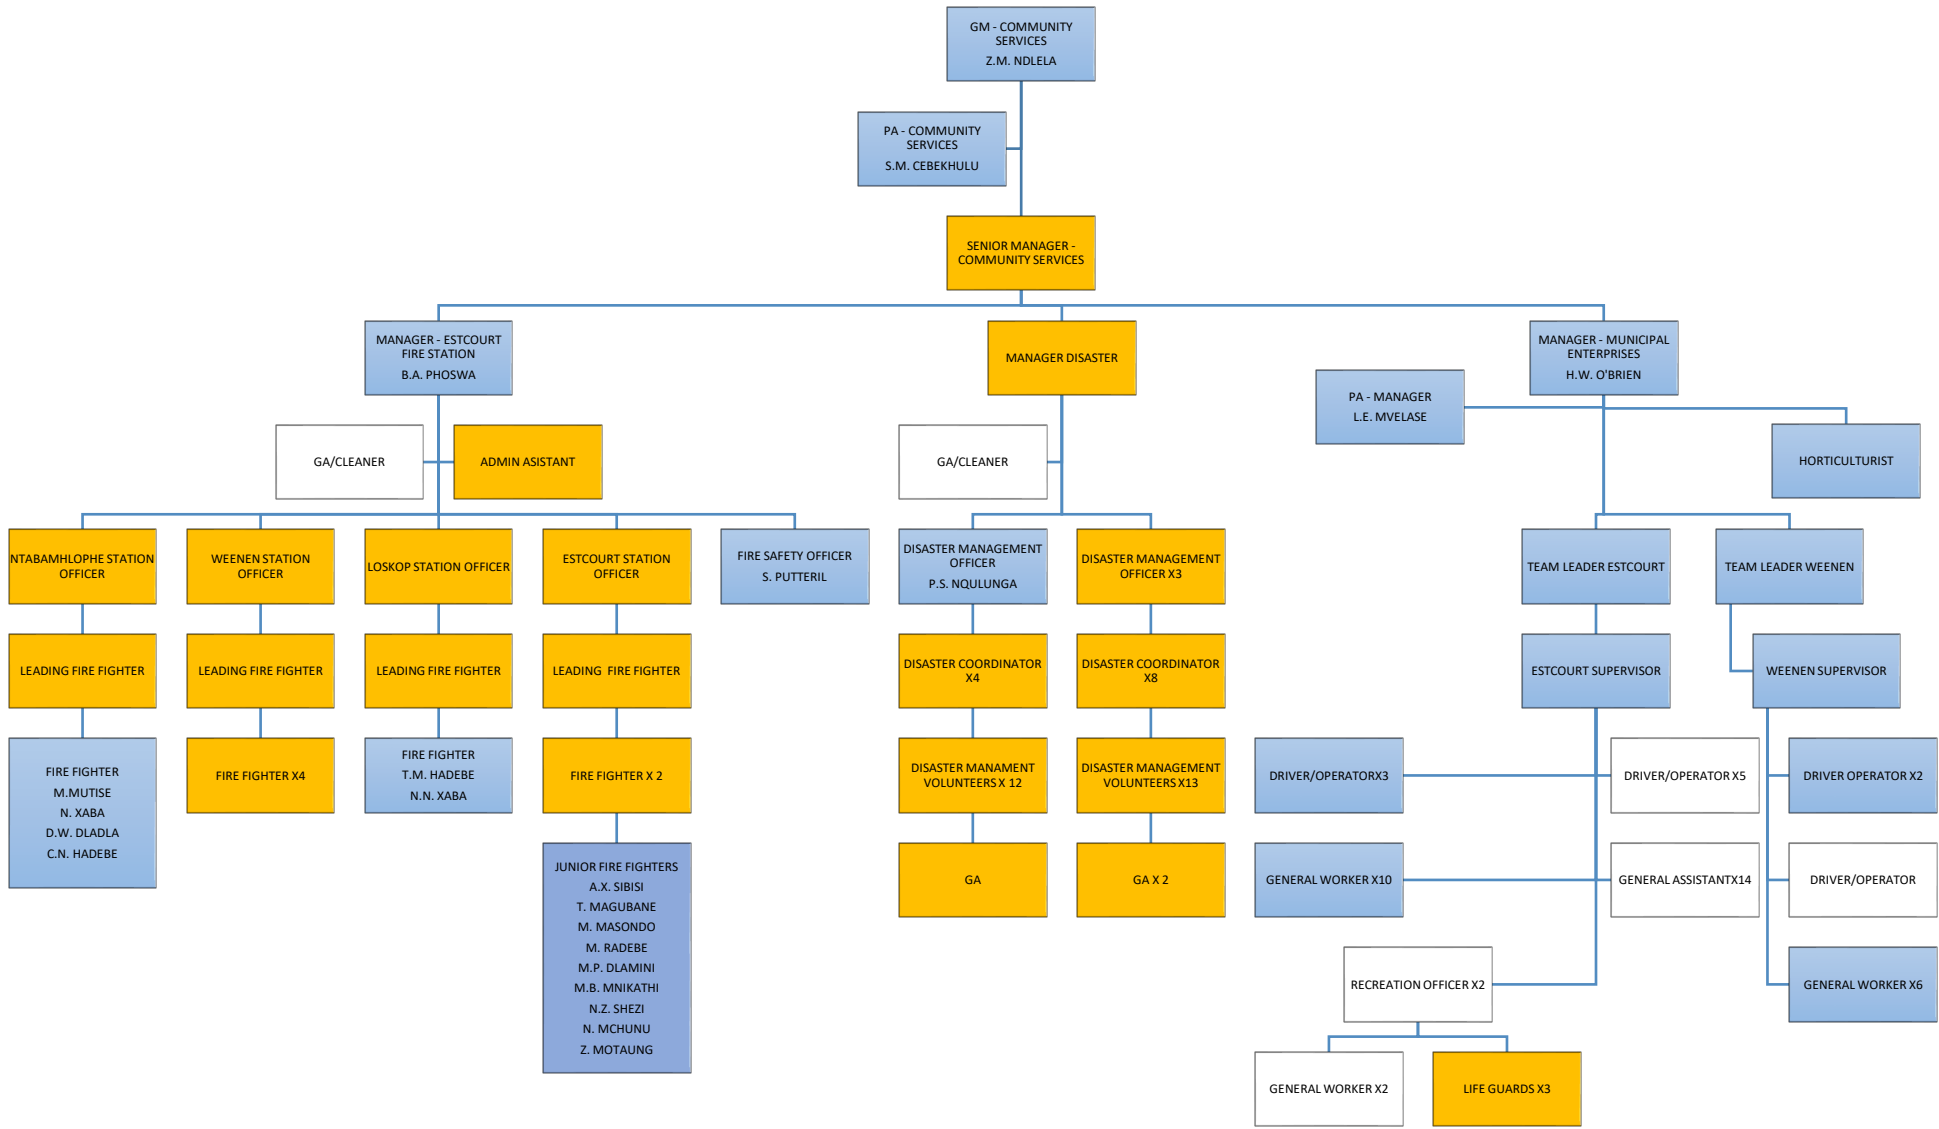 GM - COMMUNITY
SERVICES
Z.M. NDLELA
PA - COMMUNITY
SERVICES
S.M. CEBEKHULU
SENIOR MANAGER -
COMMUNITY SERVICES
MANAGER - ESTCOURT
FIRE STATION
B.A. PHOSWA
MANAGER DISASTER
MANAGER - MUNICIPAL
ENTERPRISES
H.W. O'BRIEN
PA - MANAGER
L.E. MVELASE
HORTICULTURIST
GA/CLEANER
ADMIN ASISTANT
GA/CLEANER
NTABAMHLOPHE STATION
OFFICER
WEENEN STATION
OFFICER
LOSKOP STATION OFFICER
ESTCOURT STATION
OFFICER
FIRE SAFETY OFFICER
S. PUTTERIL
DISASTER MANAGEMENT
OFFICER
P.S. NQULUNGA
DISASTER MANAGEMENT
OFFICER X3
TEAM LEADER ESTCOURT
TEAM LEADER WEENEN
LEADING FIRE FIGHTER
LEADING FIRE FIGHTER
LEADING FIRE FIGHTER
LEADING  FIRE FIGHTER
DISASTER COORDINATOR
X4
DISASTER COORDINATOR
X8
ESTCOURT SUPERVISOR
WEENEN SUPERVISOR
FIRE FIGHTER
M.MUTISE
N. XABA
D.W. DLADLA
C.N. HADEBE
FIRE FIGHTER X4
FIRE FIGHTER
T.M. HADEBE
N.N. XABA
FIRE FIGHTER X 2
DISASTER MANAMENT
VOLUNTEERS X 12
DISASTER MANAGEMENT
VOLUNTEERS X13
DRIVER/OPERATORX3
DRIVER/OPERATOR X5
DRIVER OPERATOR X2
JUNIOR FIRE FIGHTERS
A.X. SIBISI
T. MAGUBANE
M. MASONDO
M. RADEBE
M.P. DLAMINI
M.B. MNIKATHI
N.Z. SHEZI
N. MCHUNU
Z. MOTAUNG
GA
GA X 2
GENERAL WORKER X10
GENERAL ASSISTANTX14
DRIVER/OPERATOR
RECREATION OFFICER X2
GENERAL WORKER X6
GENERAL WORKER X2
LIFE GUARDS X3